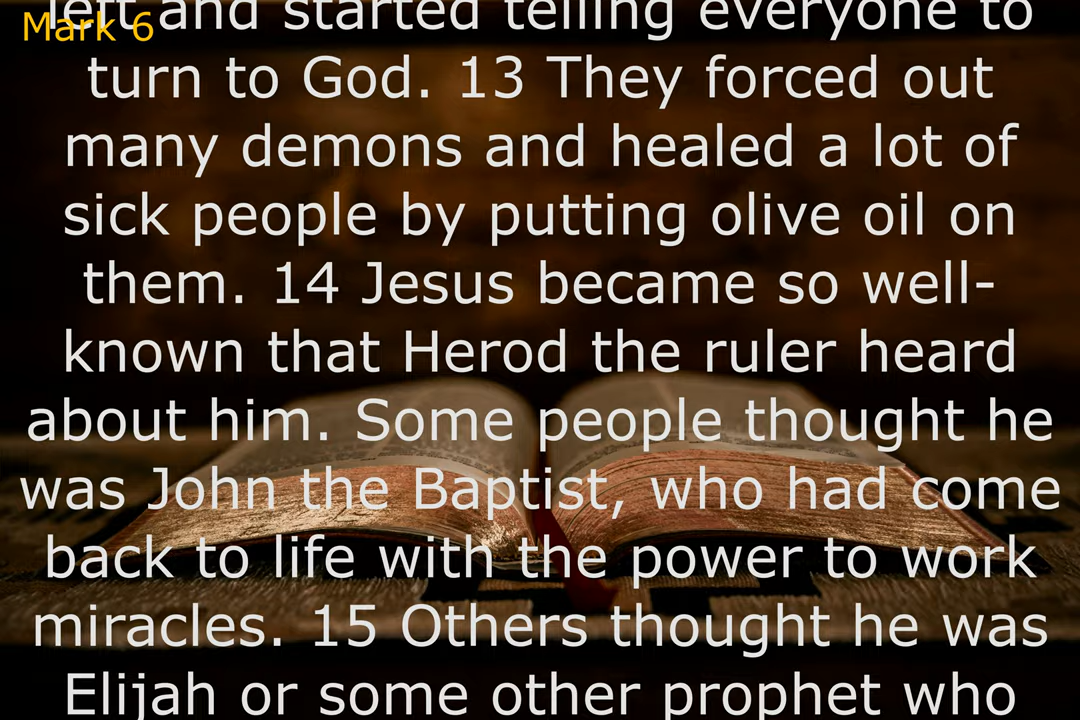 Mark 6
left and started telling everyone to
turn to God. 13 They forced out
many demons and healed a lot of
sick people by putting olive oil on
them. 14 Jesus became so well-
known that Herod the ruler heard
about him. Some people thought he
was John the Baptist, who had come
back to life with the power to work
miracles. 15 Others thought he was
Elijah or some other prophet who